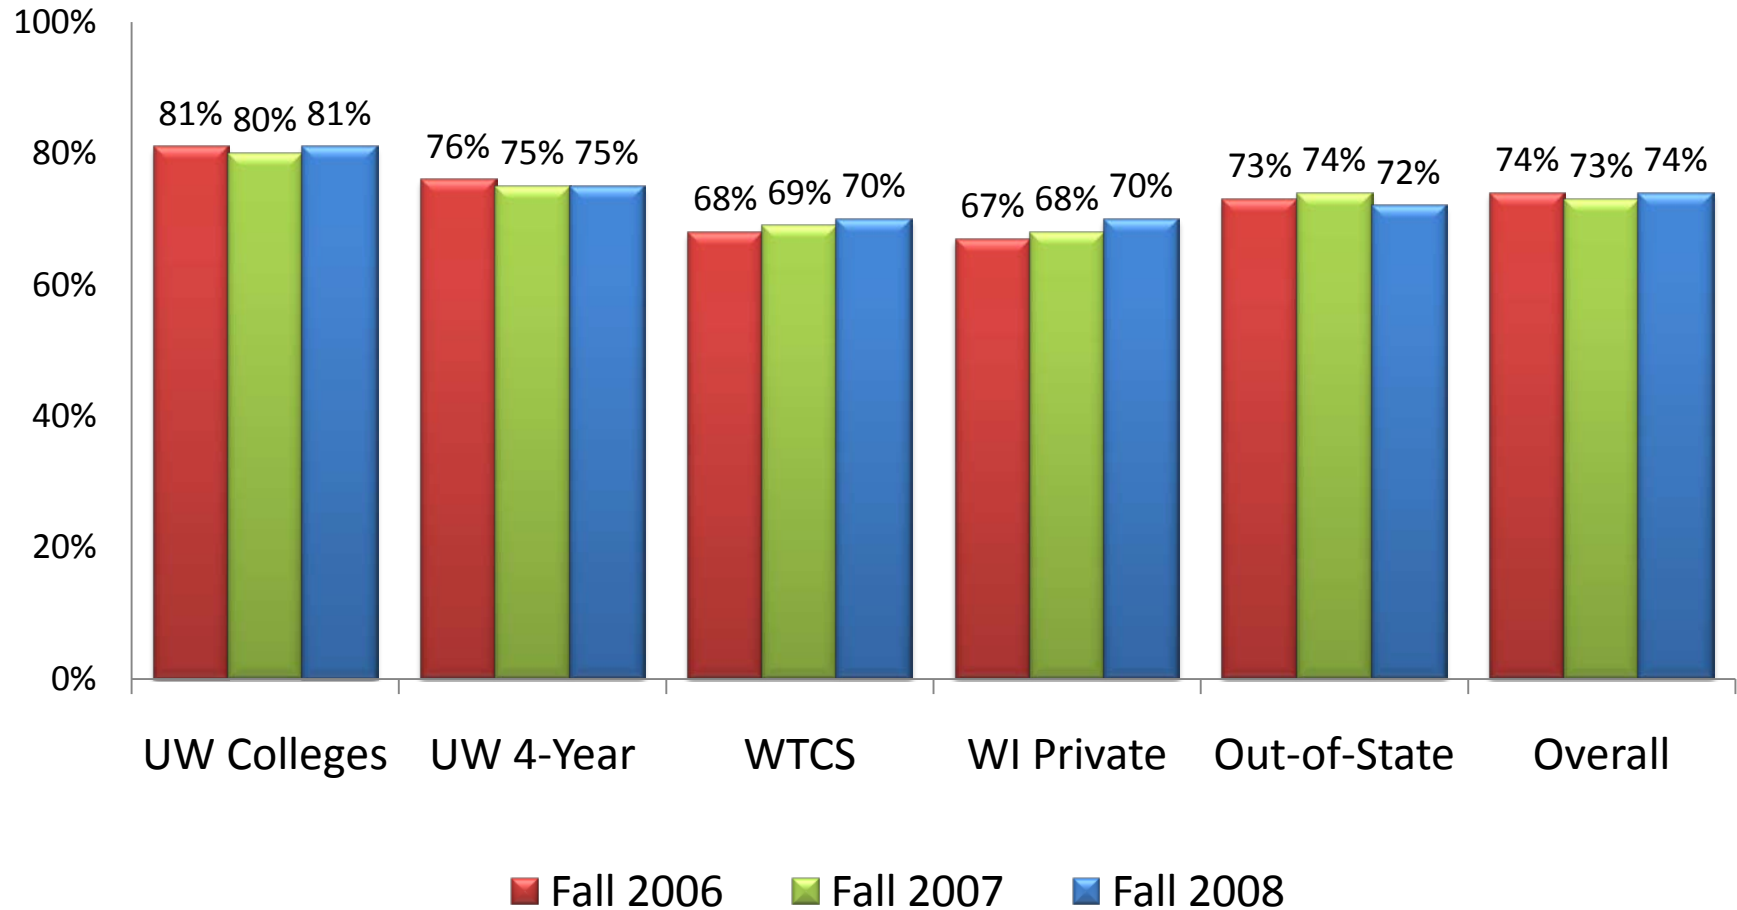 100%
80%
60%
40%
20%
0%
81% 80% 81%
76% 75% 75%
68% 69% 70%
67% 68% 70%
73% 74% 72%
74% 73% 74%
UW Colleges UW 4-Year WTCS WI Private Out-of-State Overall
Fall 2006 Fall 2007 Fall 2008